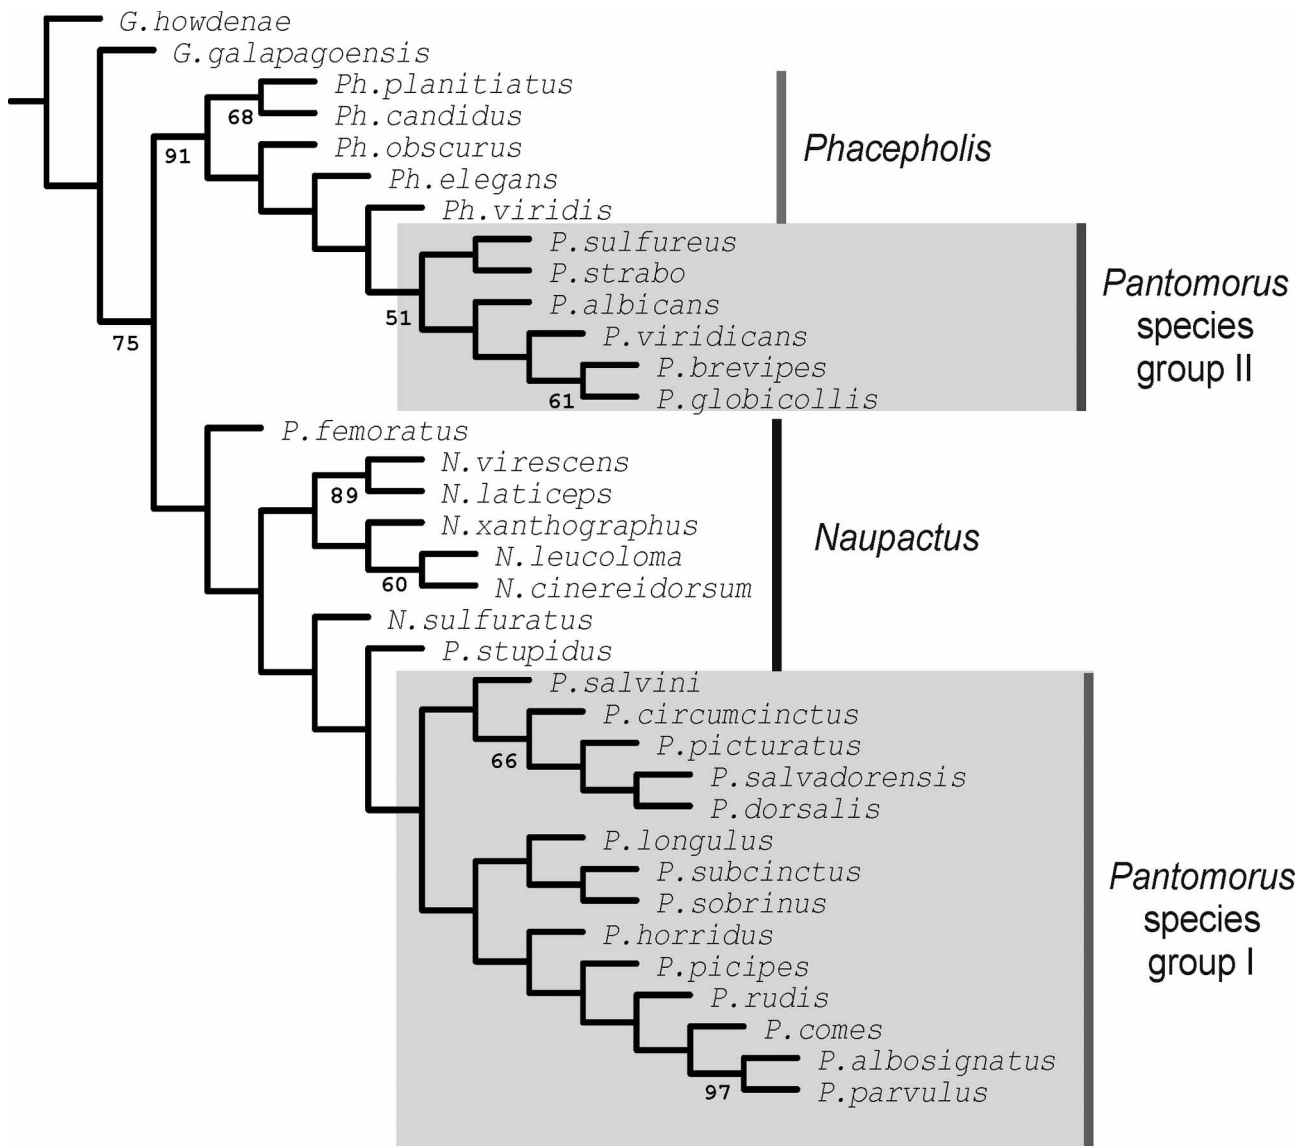 G.howdenae
G.galapagoensis
Ph.planitiatus
68
Ph.candidus
91
Ph.obscurus
Phacepholis
Ph.elegans
Ph.viridis
P.sulfureus
P.strabo
Pantomorus
species
group II
P.albicans
51
75
P.viridicans
P.brevipes
61
P.globicollis
P.femoratus
N.virescens
89
N.laticeps
N.xanthographus
Naupactus
N.leucoloma
60
N.cinereidorsum
N.sulfuratus
P.stupidus
P.salvini
P.circumcinctus
P.picturatus
66
P.salvadorensis
P.dorsalis
P.longulus
P.subcinctus
P.sobrinus
Pantomorus
species
group I
P.horridus
P.picipes
P.rudis
P.comes
P.albosignatus
97
P.parvulus